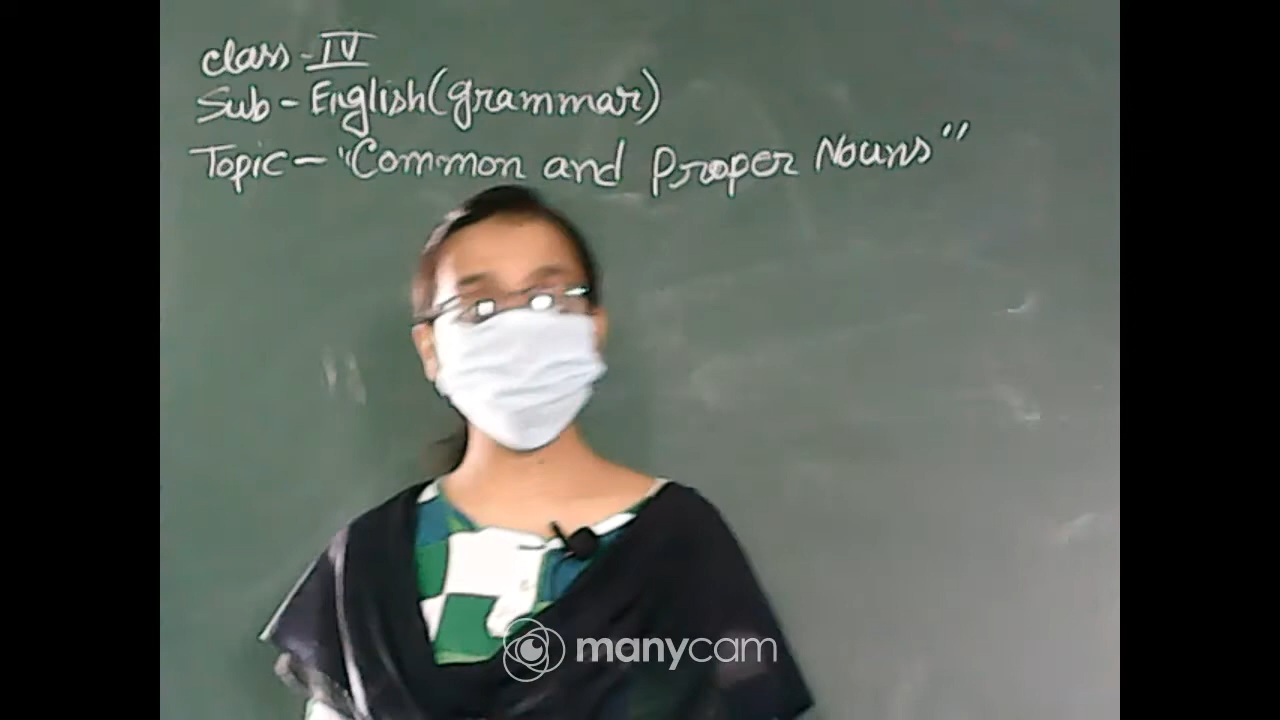 class - IV
Sub - English (grammar)
Topic - "Common and Proper Nouns"
manycam